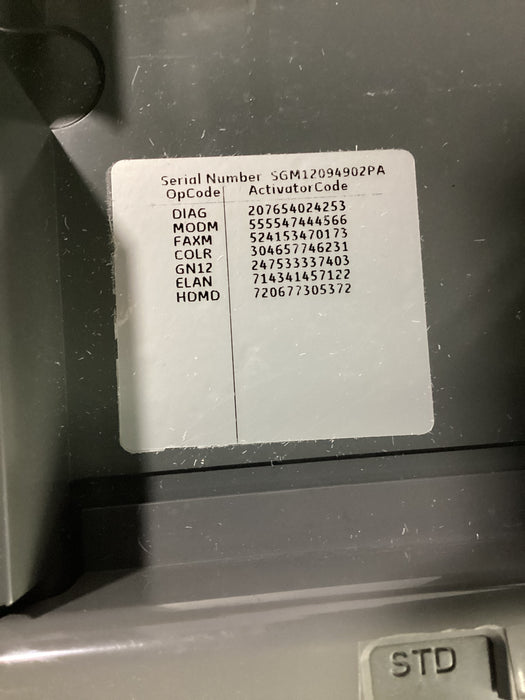 Serial Number SGM12094902PA
OpCode ActivatorCode
DIAG 207654024253
MODM 555547444566
FAXM 524153470173
COLR 304657746231
GN12 247533337403
ELAN 714341457122
HDMD 720677305372
STD